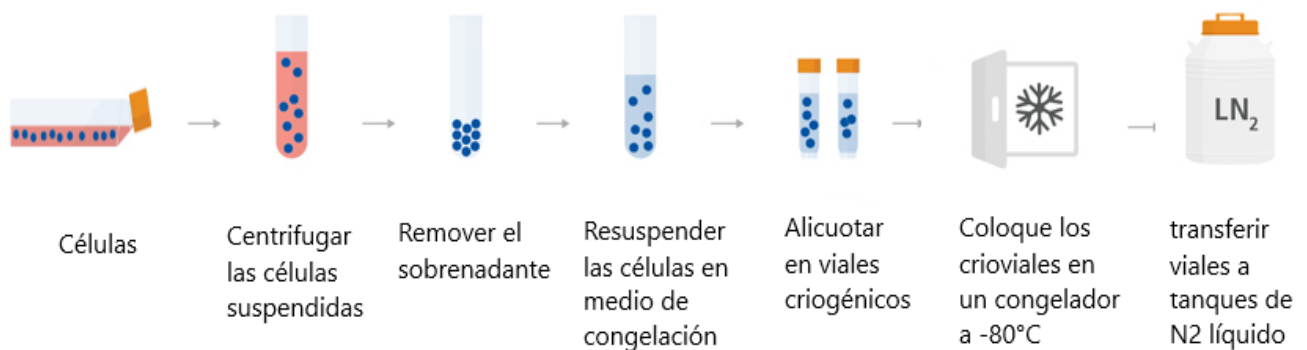 LN2
Células
Centrifugar
las células
suspendidas
Remover el
sobrenadante
Resuspender
las células en
medio de
congelación
Alicuotar
en viales
criogénicos
Coloque los
crioviales en
un congelador
a -80°C
transferir
viales a
tanques de
N2 líquido